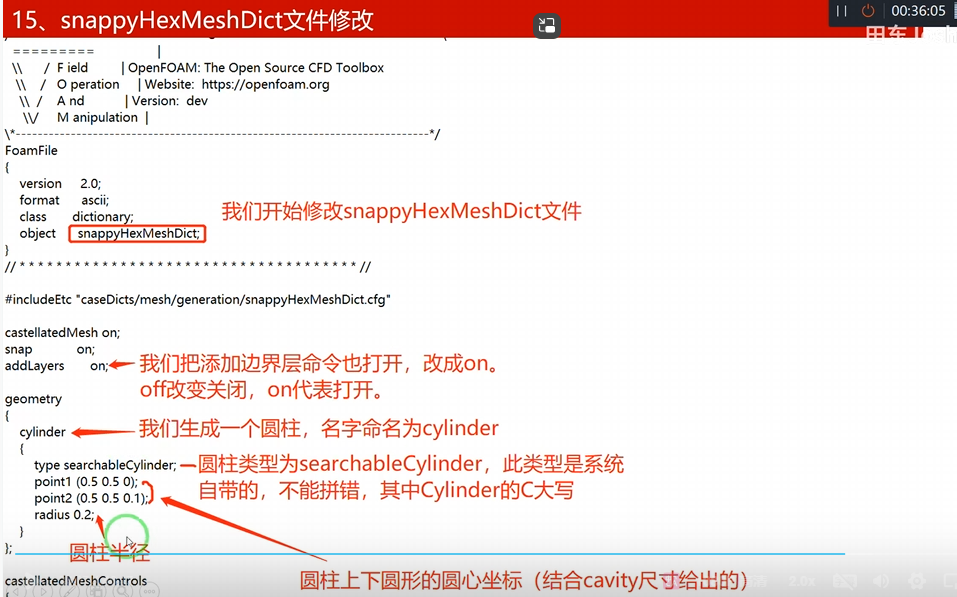 15、snappyHexMeshDict文件修改
00:36:05
========= |
\\ / F ield | OpenFOAM: The Open Source CFD Toolbox
\\ / O peration | Website: https://openfoam.org
\\ / A nd | Version: dev
\\/ M anipulation |
\*---------------------------------------------------------------------------*/
FoamFile
{
version 2.0;
format ascii;
class dictionary;
我们开始修改snappyHexMeshDict文件
object snappyHexMeshDict;
}
// * * * * * * * * * * * * * * * * * * * * * * * * * * * * * * * * * * * * * //
#includeEtc "caseDicts/mesh/generation/snappyHexMeshDict.cfg"
castellatedMesh on;
snap on;
addLayers on;
我们把添加边界层命令也打开，改成on。
off改变关闭，on代表打开。
geometry
{
cylinder
我们生成一个圆柱，名字命名为cylinder
{
type searchableCylinder;
圆柱类型为searchableCylinder，此类型是系统
自带的，不能拼错，其中Cylinder的C大写
point1 (0.5 0.5 0);
point2 (0.5 0.5 0.1);
radius 0.2;
}
圆柱半径
};
圆柱上下圆形的圆心坐标（结合cavity尺寸给出的）
castellatedMeshControls
{
2.0x